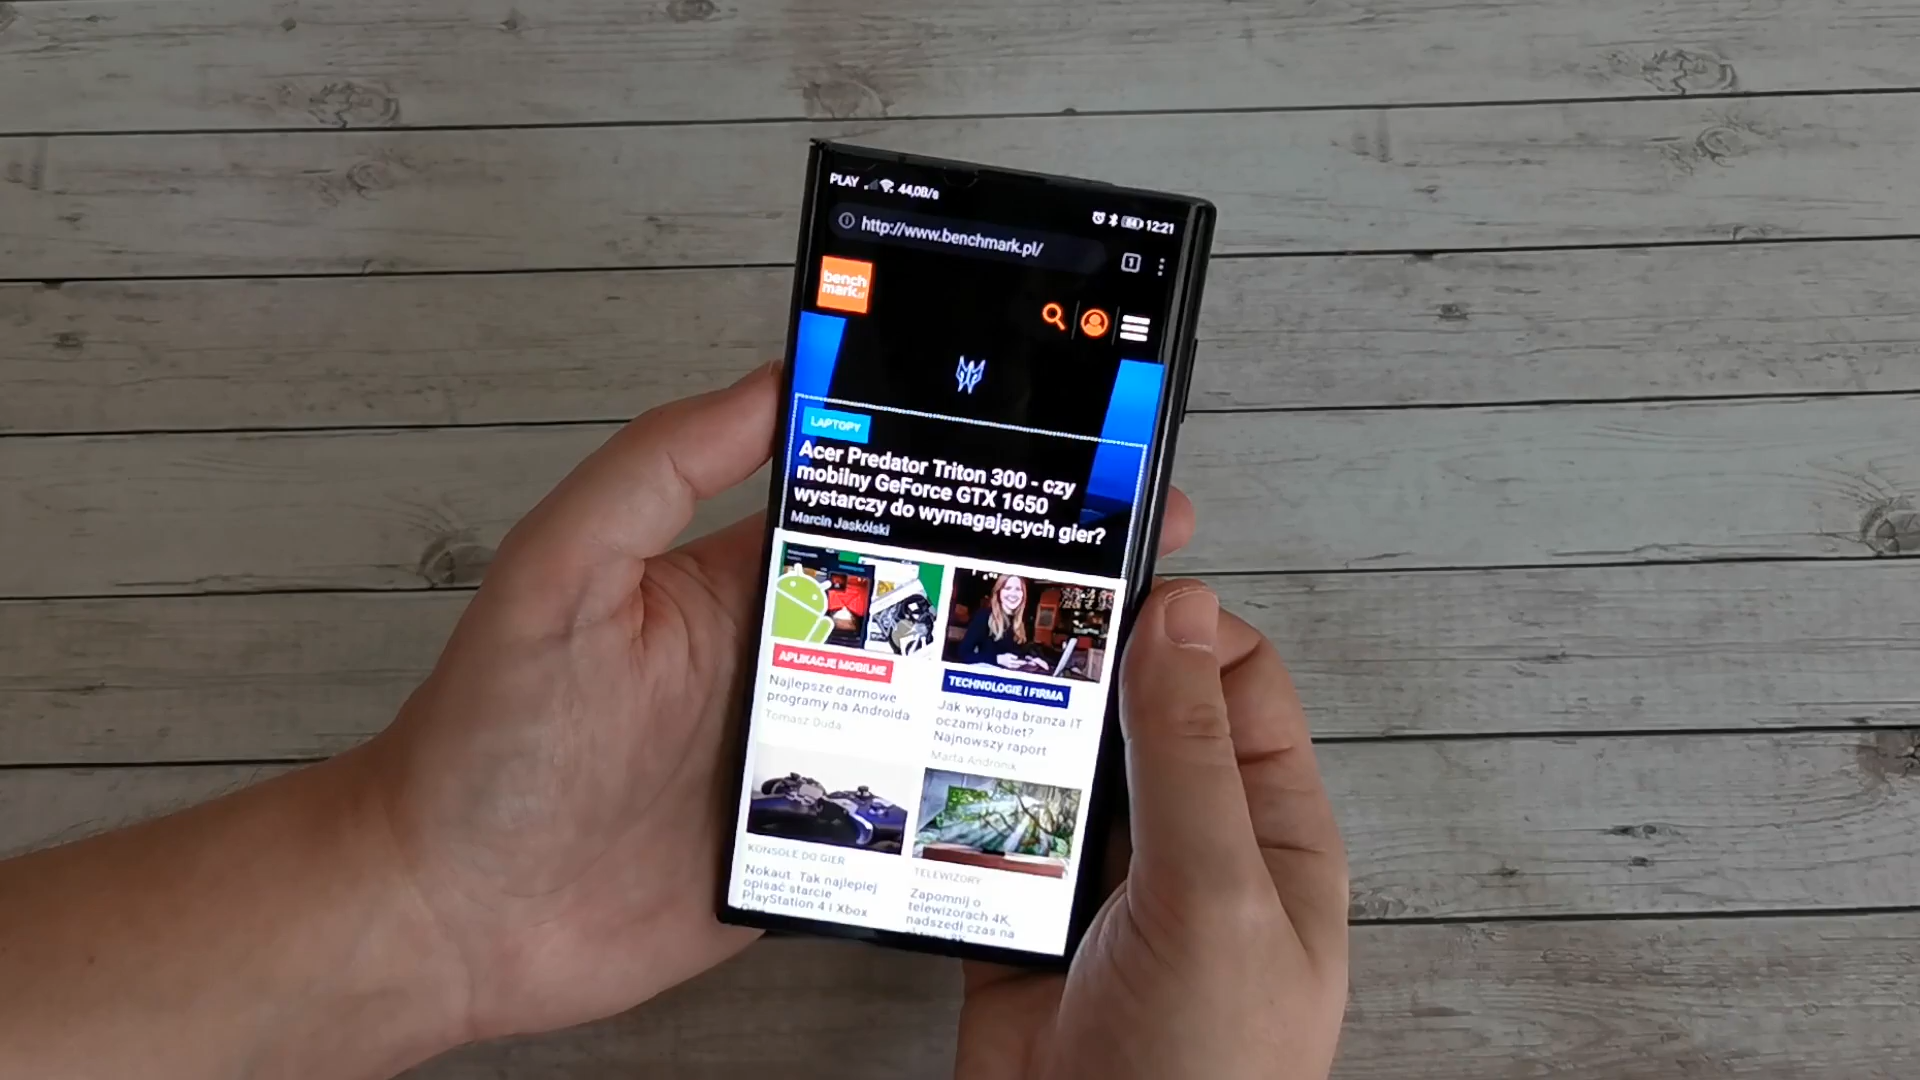 PLAY 44,0B/s
84 12:21
http://www.benchmark.pl/
1
bench
mark.pl
LAPTOPY
Acer Predator Triton 300 - czy
mobilny GeForce GTX 1650
wystarczy do wymagających gier?
Marcin Jaskólski
APLIKACJE MOBILNE
Najlepsze darmowe
programy na Androida
Tomasz Duda
TECHNOLOGIE I FIRMA
Jak wygląda branża IT
oczami kobiet?
Najnowszy raport
Marta Andronik
KONSOLE DO GIER
Nokaut. Tak najlepiej
opisać starcie
PlayStation 4 i Xbox
TELEWIZORY
Zapomnij o
telewizorach 4K,
nadszedł czas na